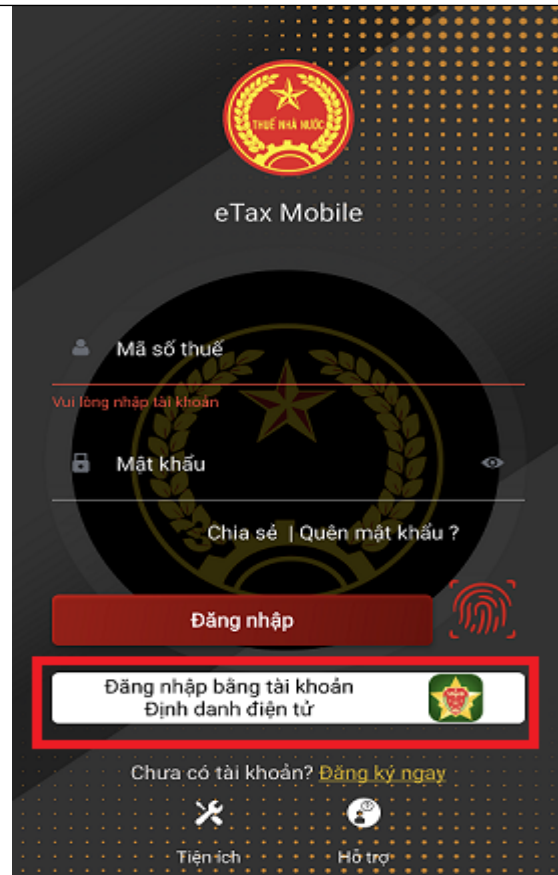 THUẾ NHÀ NƯỚC
eTax Mobile
Mã số thuế
Vui lòng nhập tài khoản
Mật khẩu
Chia sẻ | Quên mật khẩu ?
Đăng nhập
Đăng nhập bằng tài khoản
Định danh điện tử
Chưa có tài khoản? Đăng ký ngay
Tiện ích Hỗ trợ